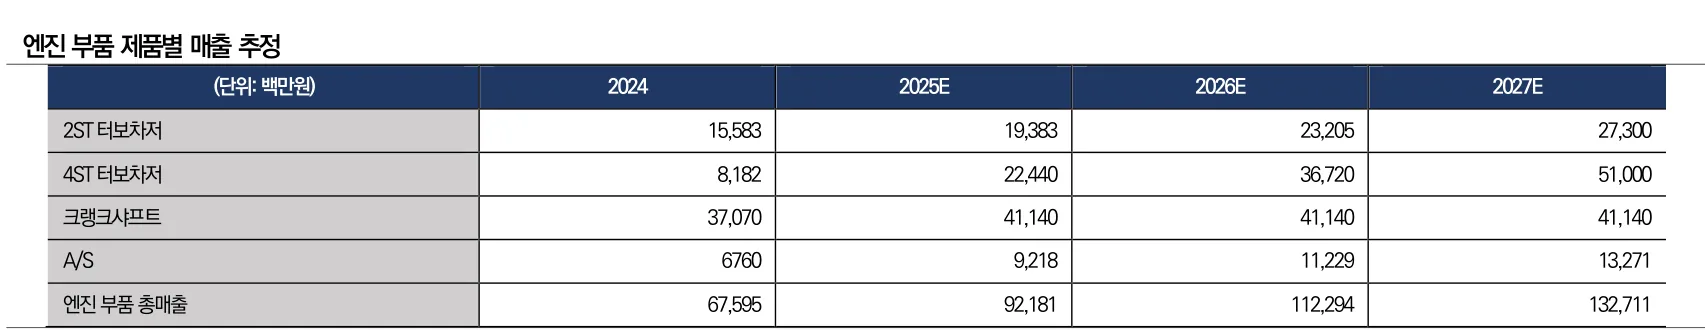 엔진 부품 제품별 매출 추정
(단위: 백만원) 2024 2025E 2026E 2027E
2ST 터보차저 15,583 19,383 23,205 27,300
4ST 터보차저 8,182 22,440 36,720 51,000
크랭크샤프트 37,070 41,140 41,140 41,140
A/S 6760 9,218 11,229 13,271
엔진 부품 총매출 67,595 92,181 112,294 132,711